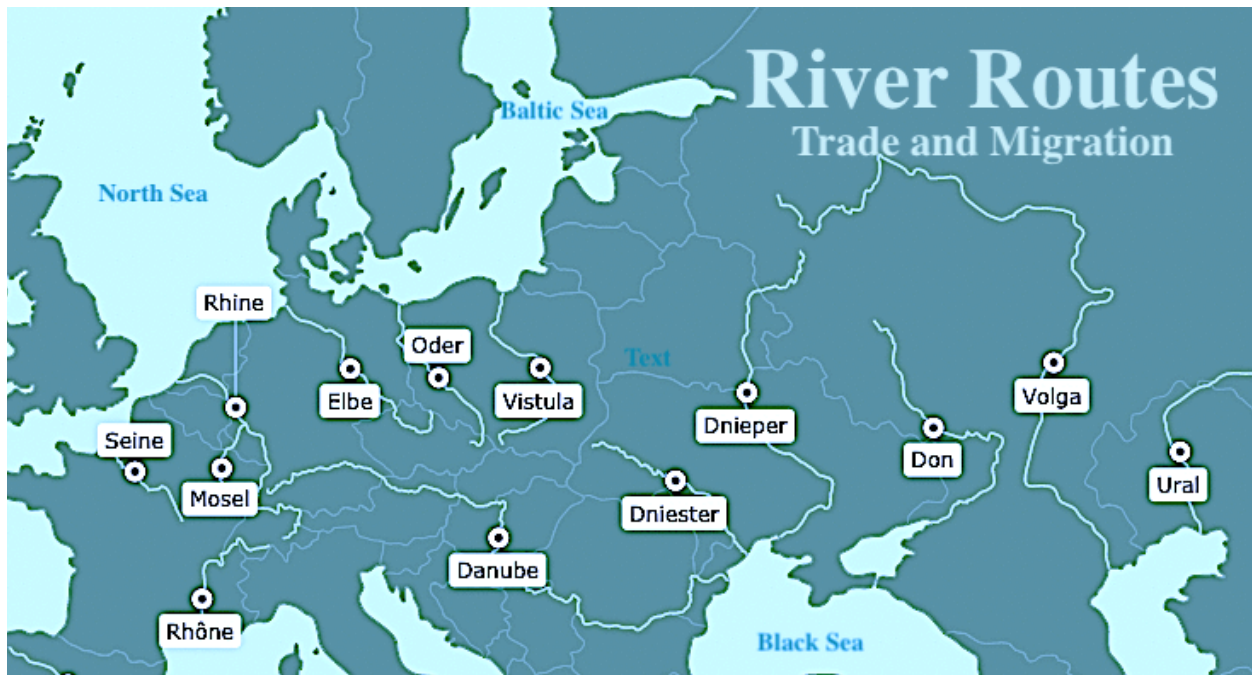 River Routes
Trade and Migration
Baltic Sea
North Sea
Rhine
Oder
Text
Elbe
Vistula
Volga
Dnieper
Seine
Don
Mosel
Ural
Dniester
Danube
Rhône
Black Sea